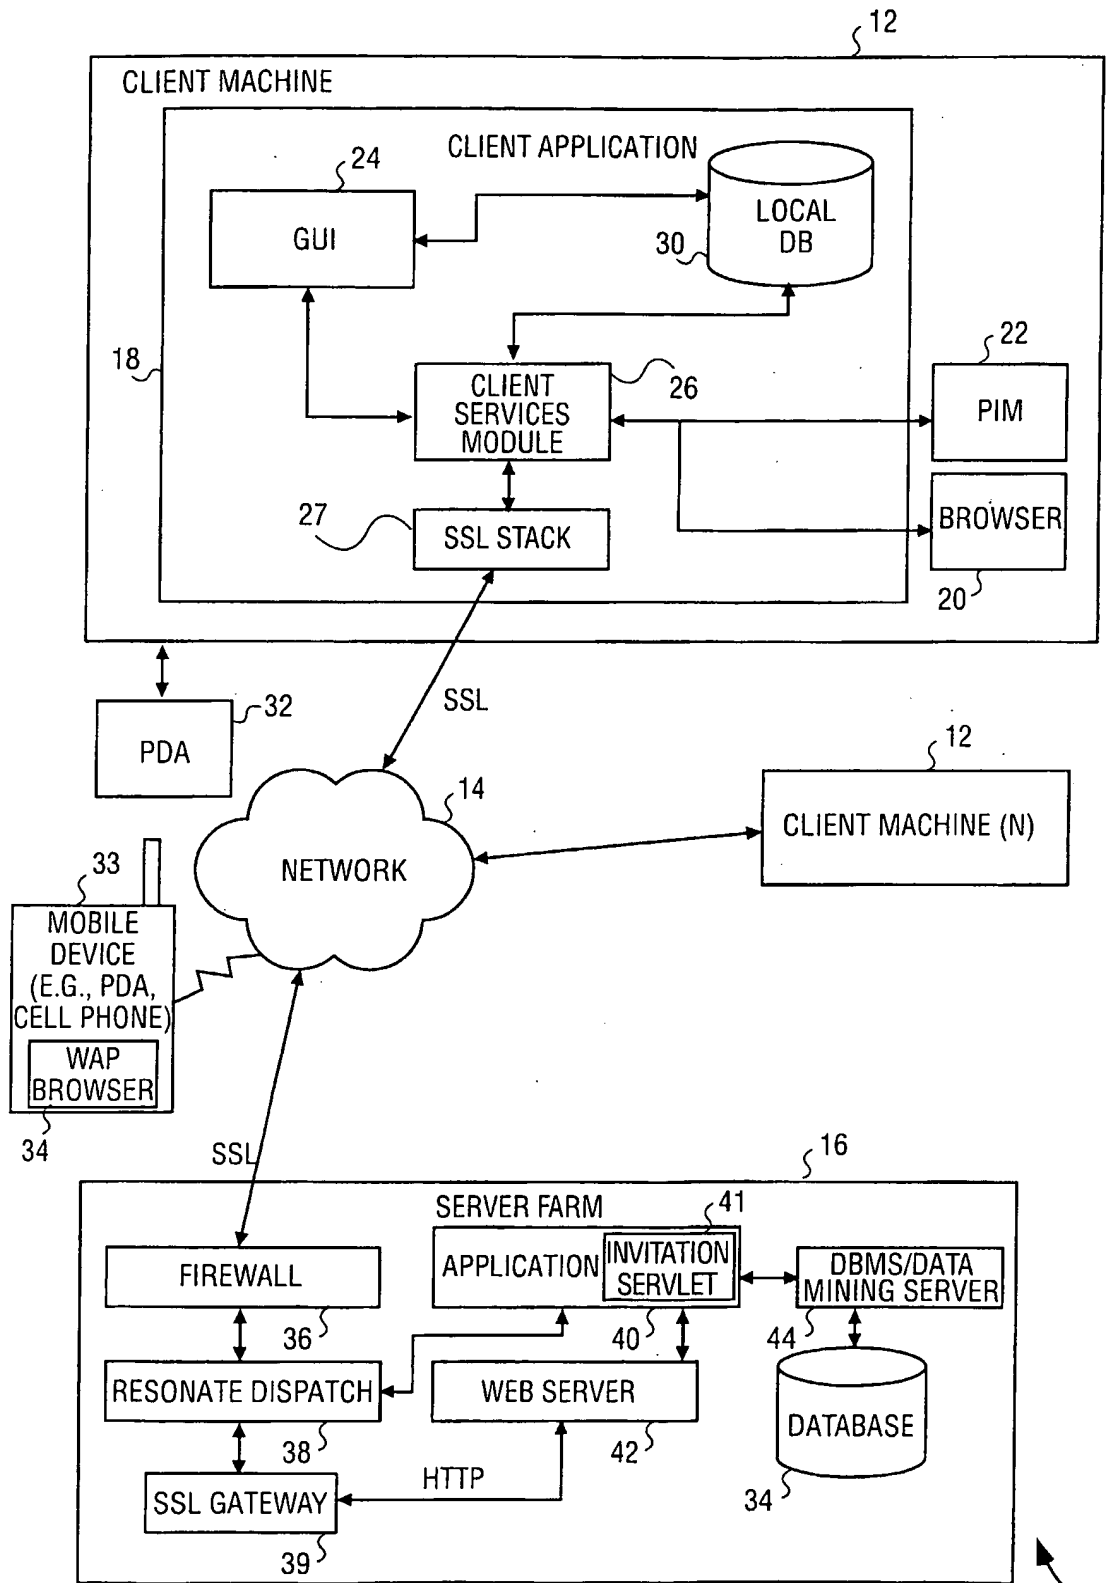 12
CLIENT MACHINE
CLIENT APPLICATION
24
GUI
LOCAL
DB
30
18
CLIENT
SERVICES
MODULE
26
22
PIM
27
SSL STACK
BROWSER
20
SSL
32
PDA
12
14
CLIENT MACHINE (N)
NETWORK
33
MOBILE
DEVICE
(E.G., PDA,
CELL PHONE)
WAP
BROWSER
34
SSL
16
SERVER FARM
41
FIREWALL
APPLICATION
INVITATION
SERVLET
DBMS/DATA
MINING SERVER
36
40
44
RESONATE DISPATCH
WEB SERVER
DATABASE
38
42
HTTP
34
SSL GATEWAY
39